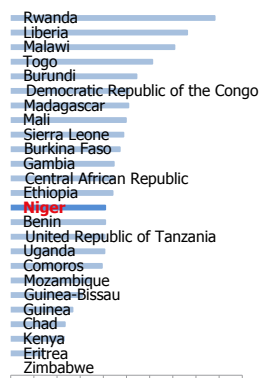 Rwanda
Liberia
Malawi
Togo
Burundi
Democratic Republic of the Congo
Madagascar
Mali
Sierra Leone
Burkina Faso
Gambia
Central African Republic
Ethiopia
Niger
Benin
United Republic of Tanzania
Uganda
Comoros
Mozambique
Guinea-Bissau
Guinea
Chad
Kenya
Eritrea
Zimbabwe